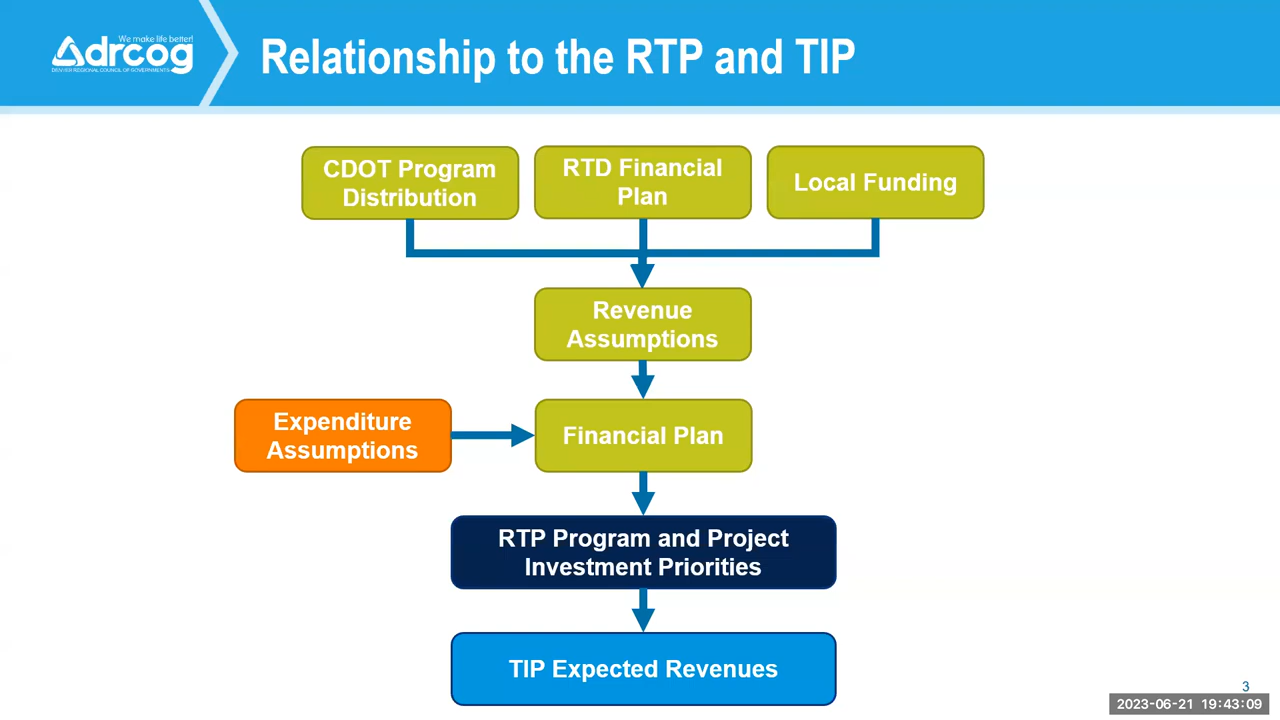 We make life better!
drcog
DENVER REGIONAL COUNCIL OF GOVERNMENTS
Relationship to the RTP and TIP
CDOT Program
Distribution
RTD Financial
Plan
Local Funding
Revenue
Assumptions
Expenditure
Assumptions
Financial Plan
RTP Program and Project
Investment Priorities
TIP Expected Revenues
3
2023-06-21 19:43:09